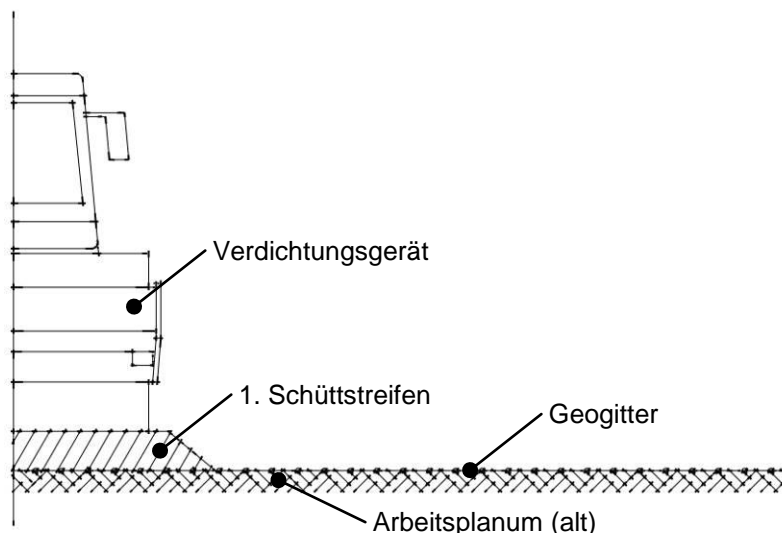 Verdichtungsgerät
1. Schüttstreifen
Geogitter
Arbeitsplanum (alt)